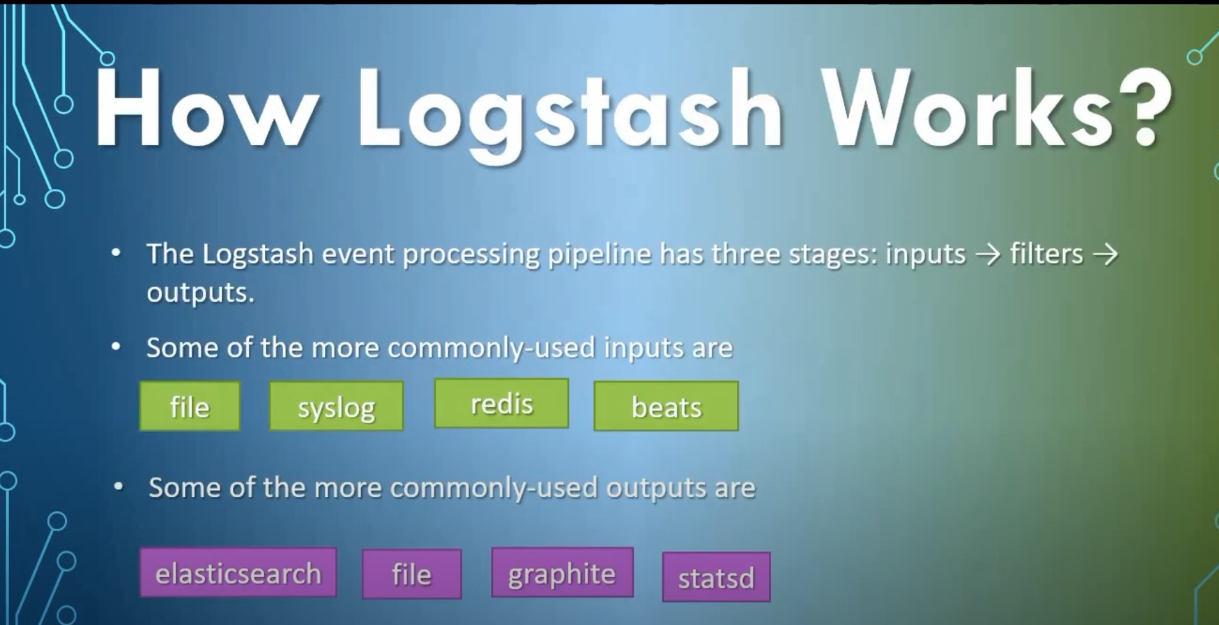 How Logstash Works?
• The Logstash event processing pipeline has three stages: inputs → filters →
outputs.
• Some of the more commonly-used inputs are
file syslog redis beats
• Some of the more commonly-used outputs are
elasticsearch file graphite statsd